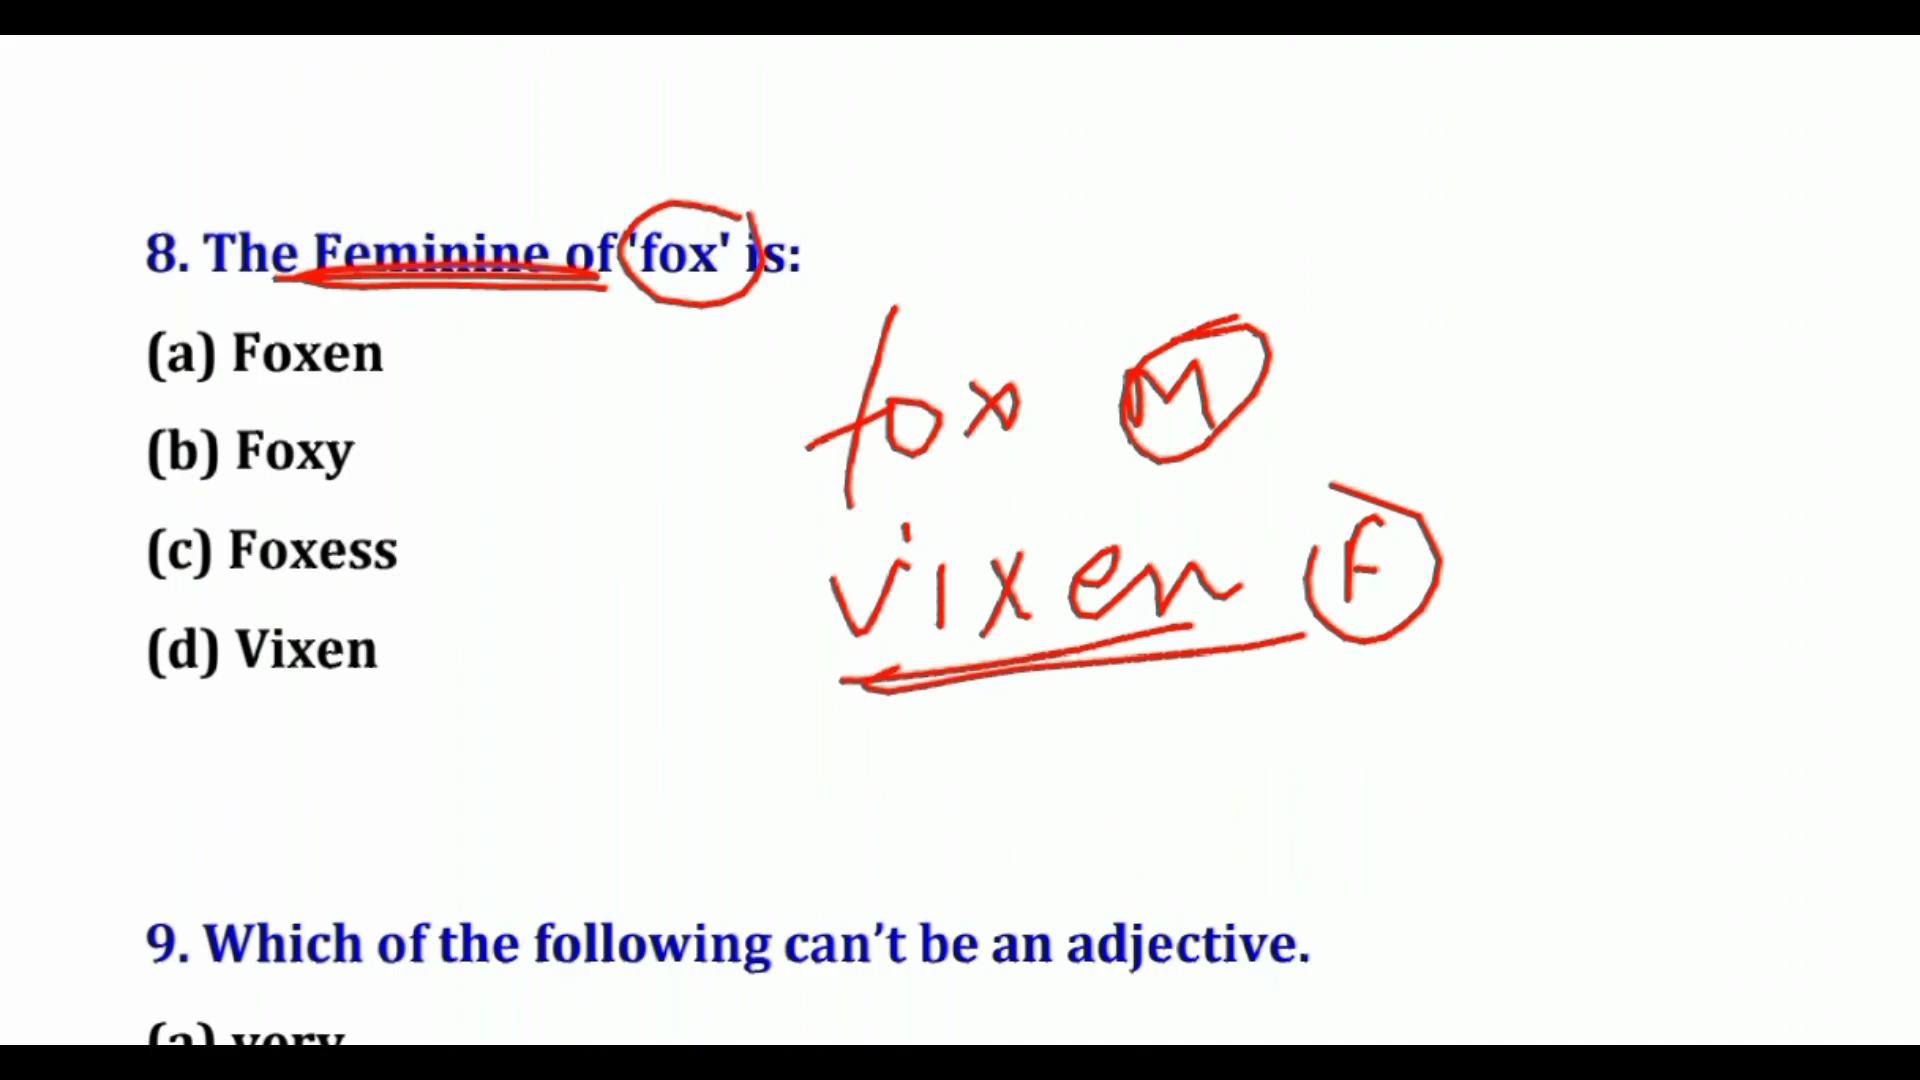 8. The Feminine of 'fox' is:
(a) Foxen
fox M
(b) Foxy
(c) Foxess
vixen F
(d) Vixen
9. Which of the following can’t be an adjective.
(a) very